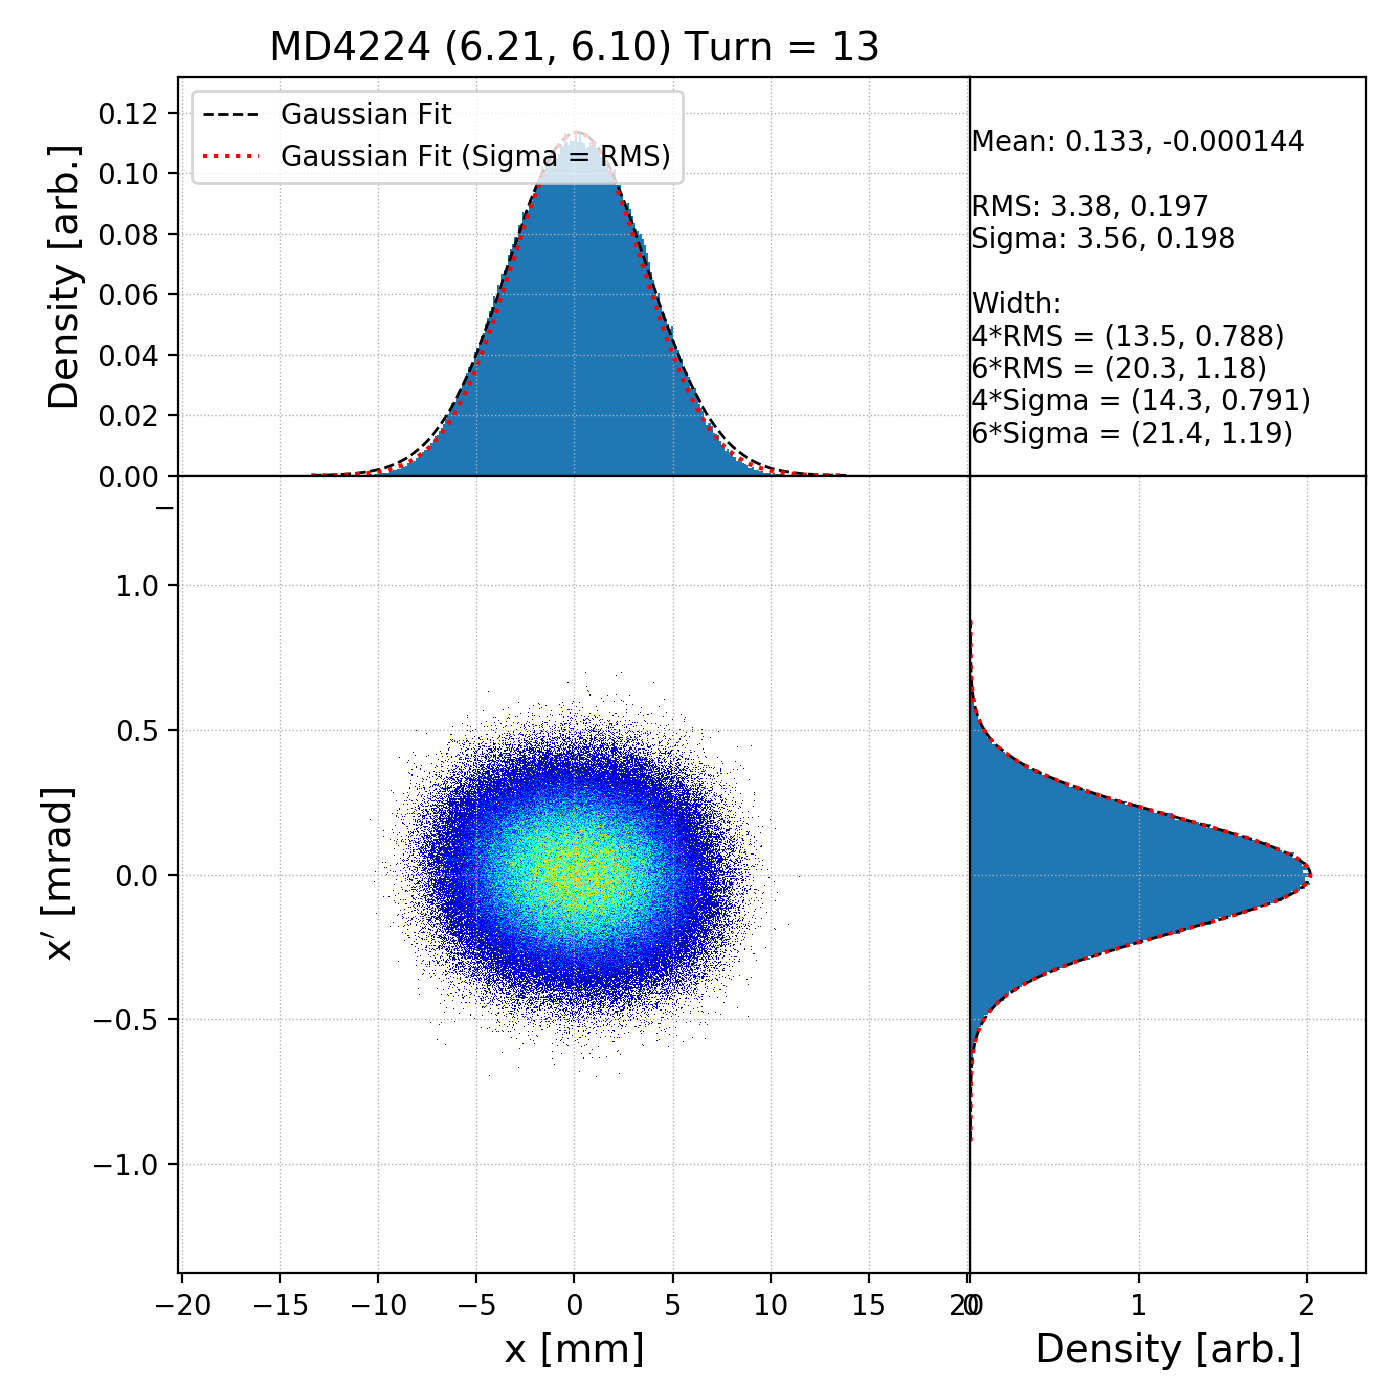 MD4224 (6.21, 6.10) Turn = 13
Gaussian Fit
Gaussian Fit (Sigma = RMS)
0.12
0.10
0.08
0.06
0.04
0.02
0.00
Density [arb.]
Mean: 0.133, -0.000144
RMS: 3.38, 0.197
Sigma: 3.56, 0.198
Width:
4*RMS = (13.5, 0.788)
6*RMS = (20.3, 1.18)
4*Sigma = (14.3, 0.791)
6*Sigma = (21.4, 1.19)
1.0
0.5
0.0
−0.5
−1.0
x′ [mrad]
−20 −15 −10 −5 0 5 10 15 20
x [mm]
0 1 2
Density [arb.]